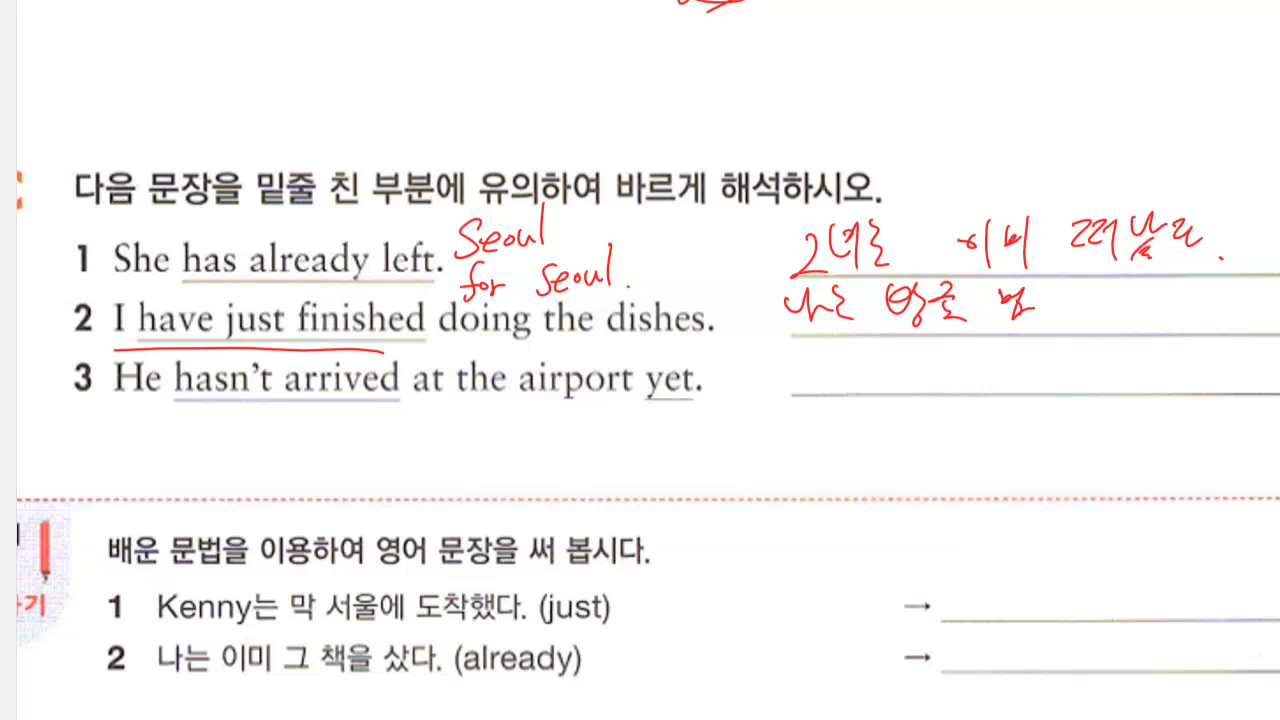 다음 문장을 밑줄 친 부분에 유의하여 바르게 해석하시오.
1 She has already left. Seoul
for Seoul. 그녀는 이미 떠났다.
2 I have just finished doing the dishes. 나는
3 He hasn't arrived at the airport yet.
배운 문법을 이용하여 영어 문장을 써 봅시다.
1 Kenny는 막 서울에 도착했다. (just) →
2 나는 이미 그 책을 샀다. (already) →